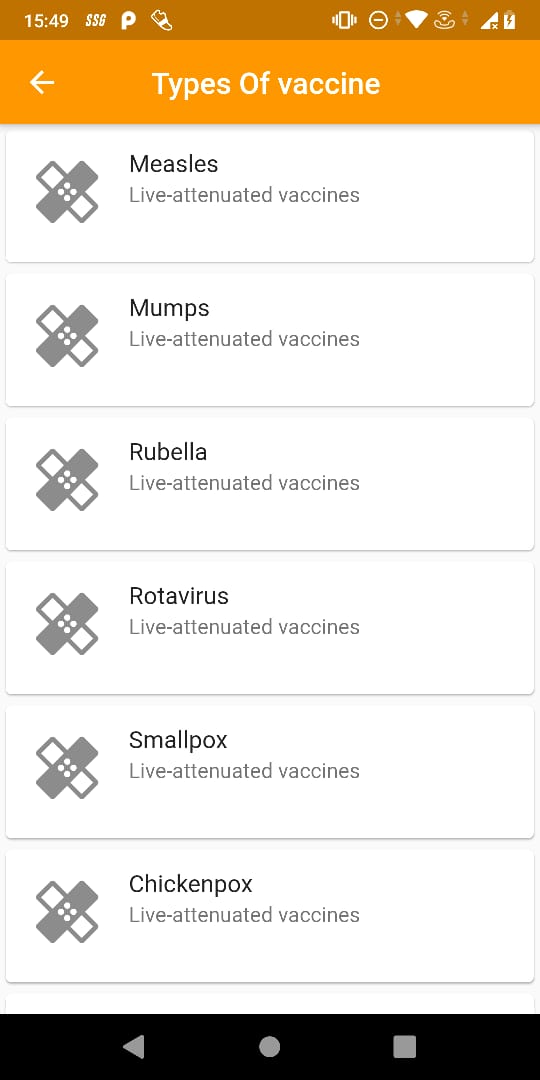 15:49 SSG P
Types Of vaccine
Measles
Live-attenuated vaccines
Mumps
Live-attenuated vaccines
Rubella
Live-attenuated vaccines
Rotavirus
Live-attenuated vaccines
Smallpox
Live-attenuated vaccines
Chickenpox
Live-attenuated vaccines